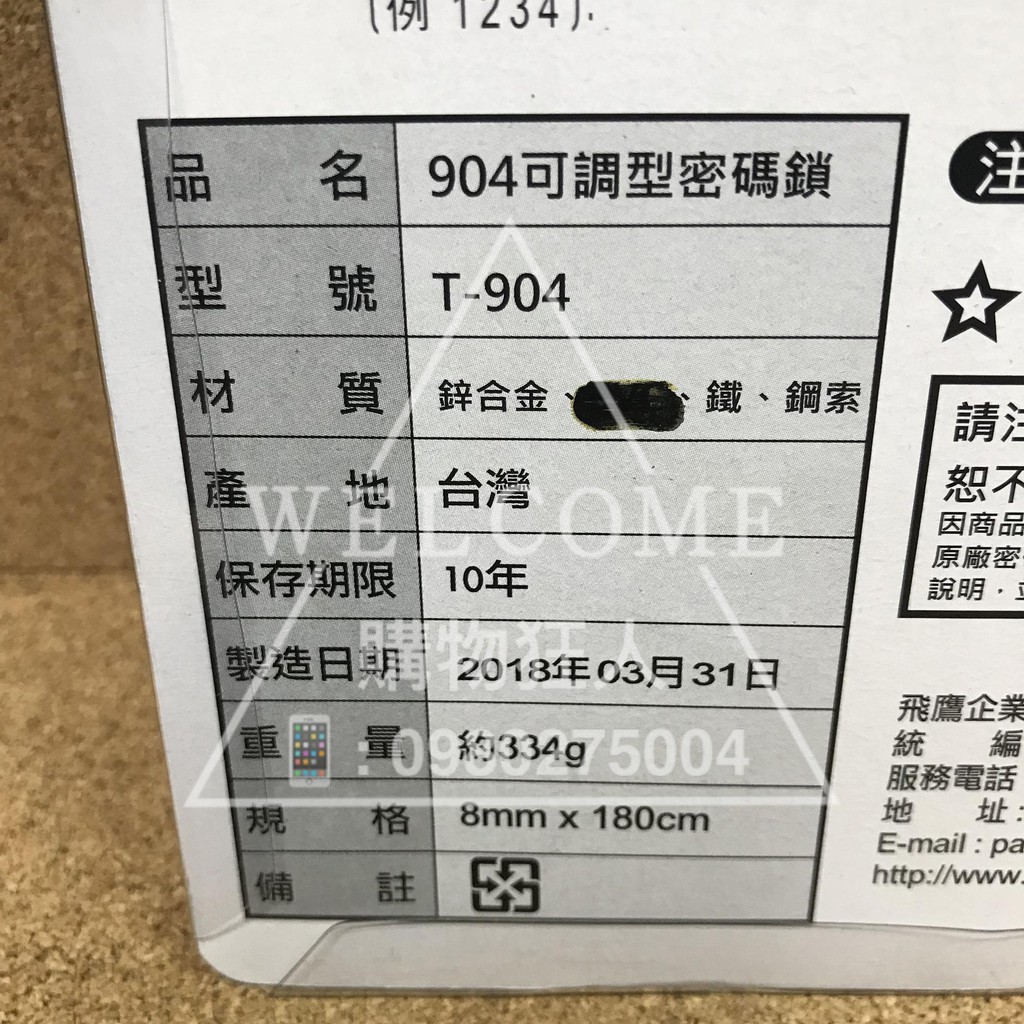 (例 1234).
品名 904可調型密碼鎖
型號 T-904
材質 鋅合金、、鐵、鋼索
產地 台灣
保存期限 10年
製造日期 2018年03月31日
重量 約334g
規格 8mm x 180cm
備註
WELCOME
購物狂人
: 0955275004
注
請注
恕不
因商品
原廠密
說明，
飛鷹企業
統編
服務電話
地址:
E-mail : pa
http://www.